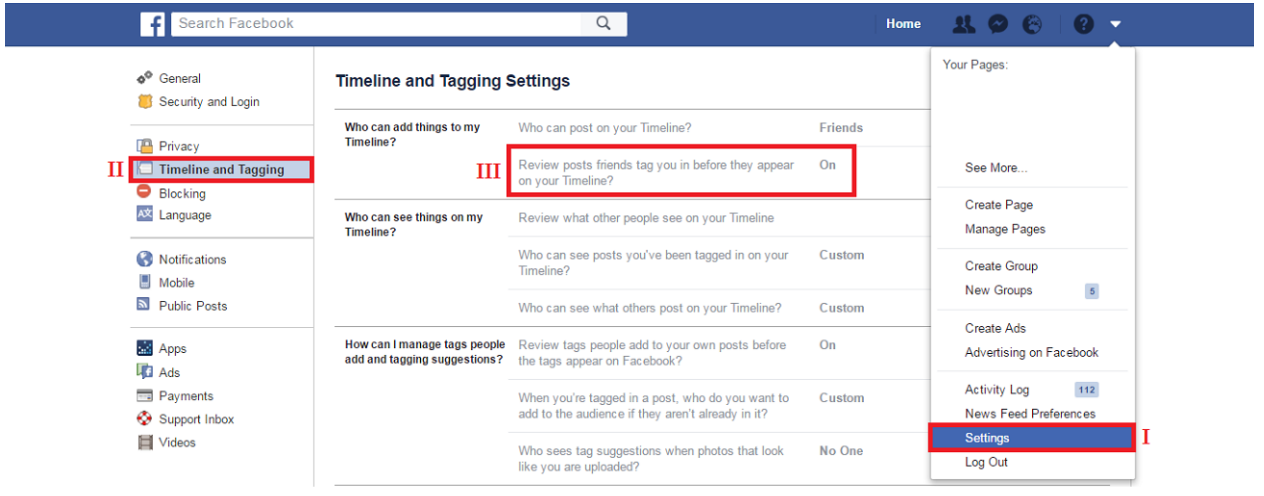 f
Search Facebook
Home
General
Security and Login
Privacy
II
Timeline and Tagging
Blocking
Language
Notifications
Mobile
Public Posts
Apps
Ads
Payments
Support Inbox
Videos
Timeline and Tagging Settings
Who can add things to my
Timeline?
Who can post on your Timeline?
Friends
III
Review posts friends tag you in before they appear
on your Timeline?
On
Who can see things on my
Timeline?
Review what other people see on your Timeline
Who can see posts you've been tagged in on your
Timeline?
Custom
Who can see what others post on your Timeline?
Custom
How can I manage tags people
add and tagging suggestions?
Review tags people add to your own posts before
the tags appear on Facebook?
On
When you're tagged in a post, who do you want to
add to the audience if they aren't already in it?
Custom
Who sees tag suggestions when photos that look
like you are uploaded?
No One
Your Pages:
See More...
Create Page
Manage Pages
Create Group
New Groups 5
Create Ads
Advertising on Facebook
Activity Log 112
News Feed Preferences
Settings I
Log Out